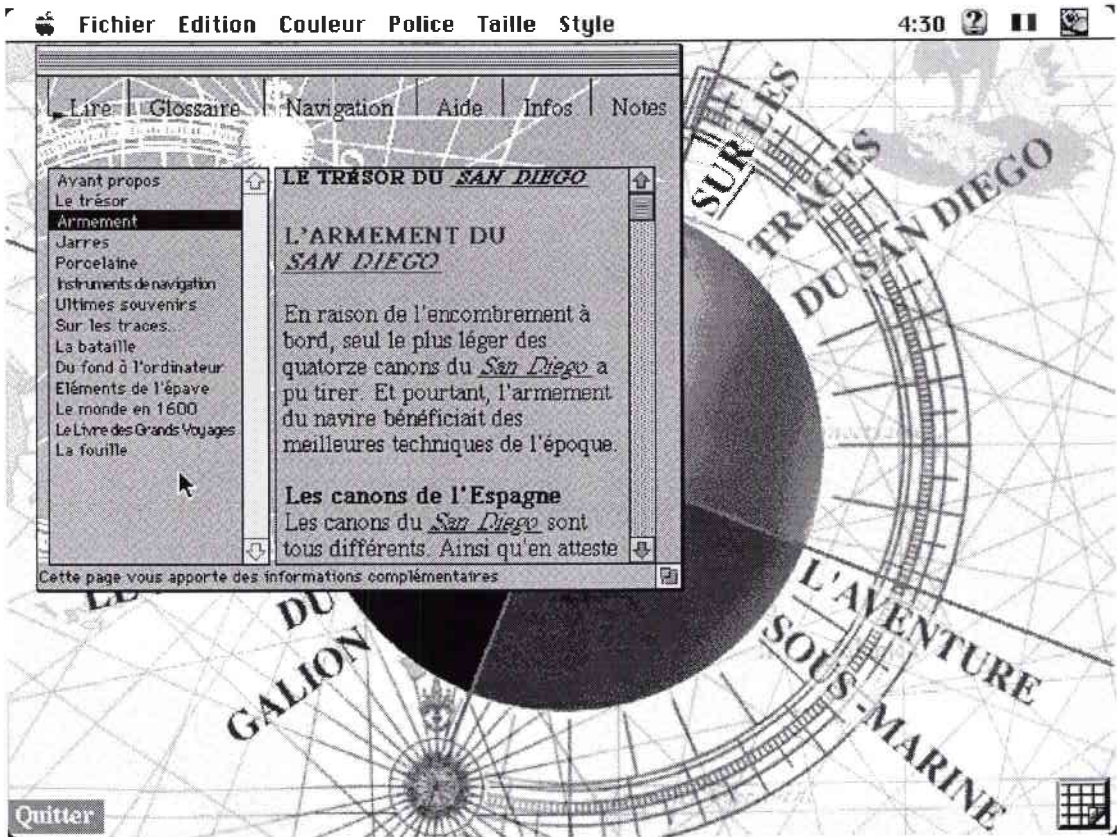 Fichier Edition Couleur Police Taille Style 4:30
Lire Glossaire Navigation Aide Infos Notes
Avant propos
Le trésor
Armement
Jarres
Porcelaine
Instruments de navigation
Ultimes souvenirs
Sur les traces...
La bataille
Du fond à l'ordinateur
Eléments de l'épave
Le monde en 1600
Le Livre des Grands Voyages
La fouille
LE TRÉSOR DU SAN DIEGO
L'ARMEMENT DU
SAN DIEGO
En raison de l'encombrement à
bord, seul le plus léger des
quatorze canons du San Diego a
pu tirer. Et pourtant, l'armement
du navire bénéficiait des
meilleures techniques de l'époque.
Les canons de l'Espagne
Les canons du San Diego sont
tous différents. Ainsi qu'en atteste
Cette page vous apporte des informations complémentaires
SUR LES
TRACES
DU SAN DIEGO
L'AVENTURE
SOUS-MARINE
DU
GALION
Quitter